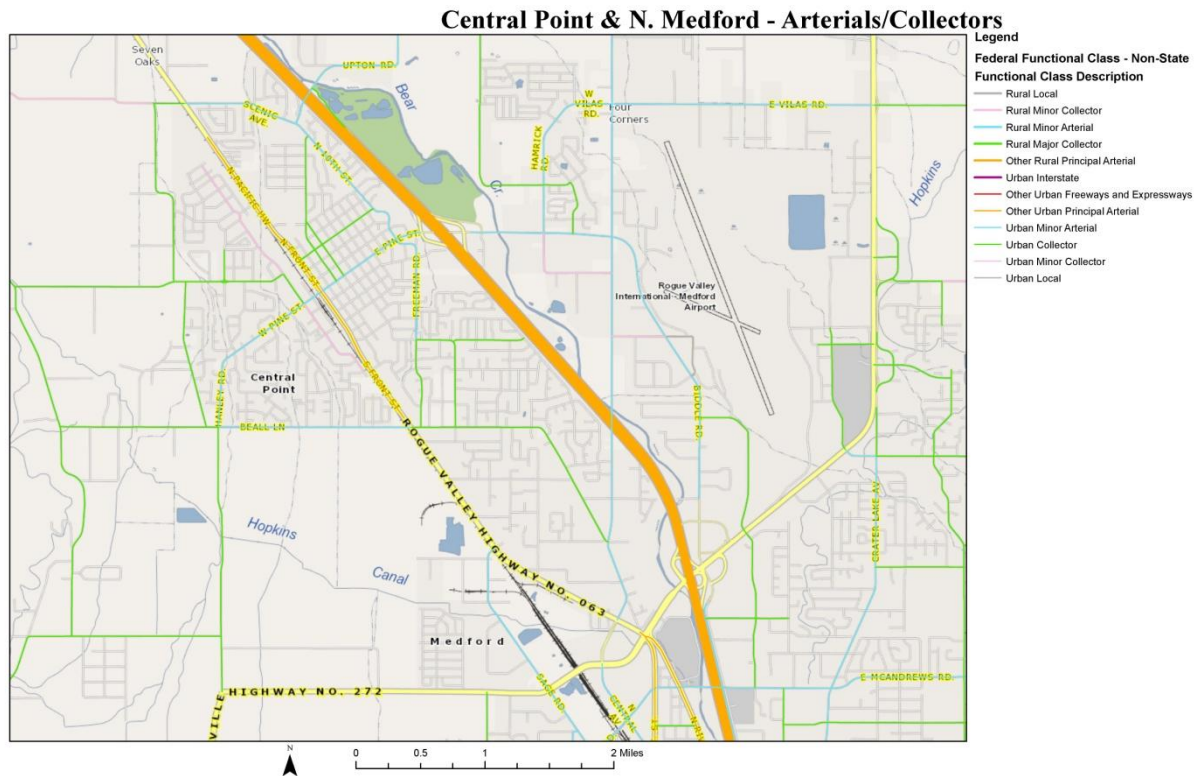 Central Point & N. Medford - Arterials/Collectors
Legend
Federal Functional Class - Non-State
Functional Class Description
Rural Local
Rural Minor Collector
Rural Minor Arterial
Rural Major Collector
Other Rural Principal Arterial
Urban Interstate
Other Urban Freeways and Expressways
Other Urban Principal Arterial
Urban Minor Arterial
Urban Collector
Urban Minor Collector
Urban Local
Seven
Oaks
UPTON RD.
Bear
Cr.
SCENIC
AVE
W
VILAS
RD.
Four
Corners
E VILAS RD.
HAMRICK
RD.
N 10TH ST
N PACIFIC HW.
N FRONT ST
E PINE ST
FREEMAN RD
W PINE ST
Hopkins
Rogue Valley
International - Medford
Airport
Central
Point
HANLEY RD.
S FRONT ST
BEALL LN
BIDDLE RD
ROGUE VALLEY HIGHWAY NO. 063
CRATER LAKE AV
Hopkins
Canal
Medford
HIGHWAY NO. 272
VILLE
SAGE RD.
E MCANDREWS RD.
N
0 0.5 1 2 Miles